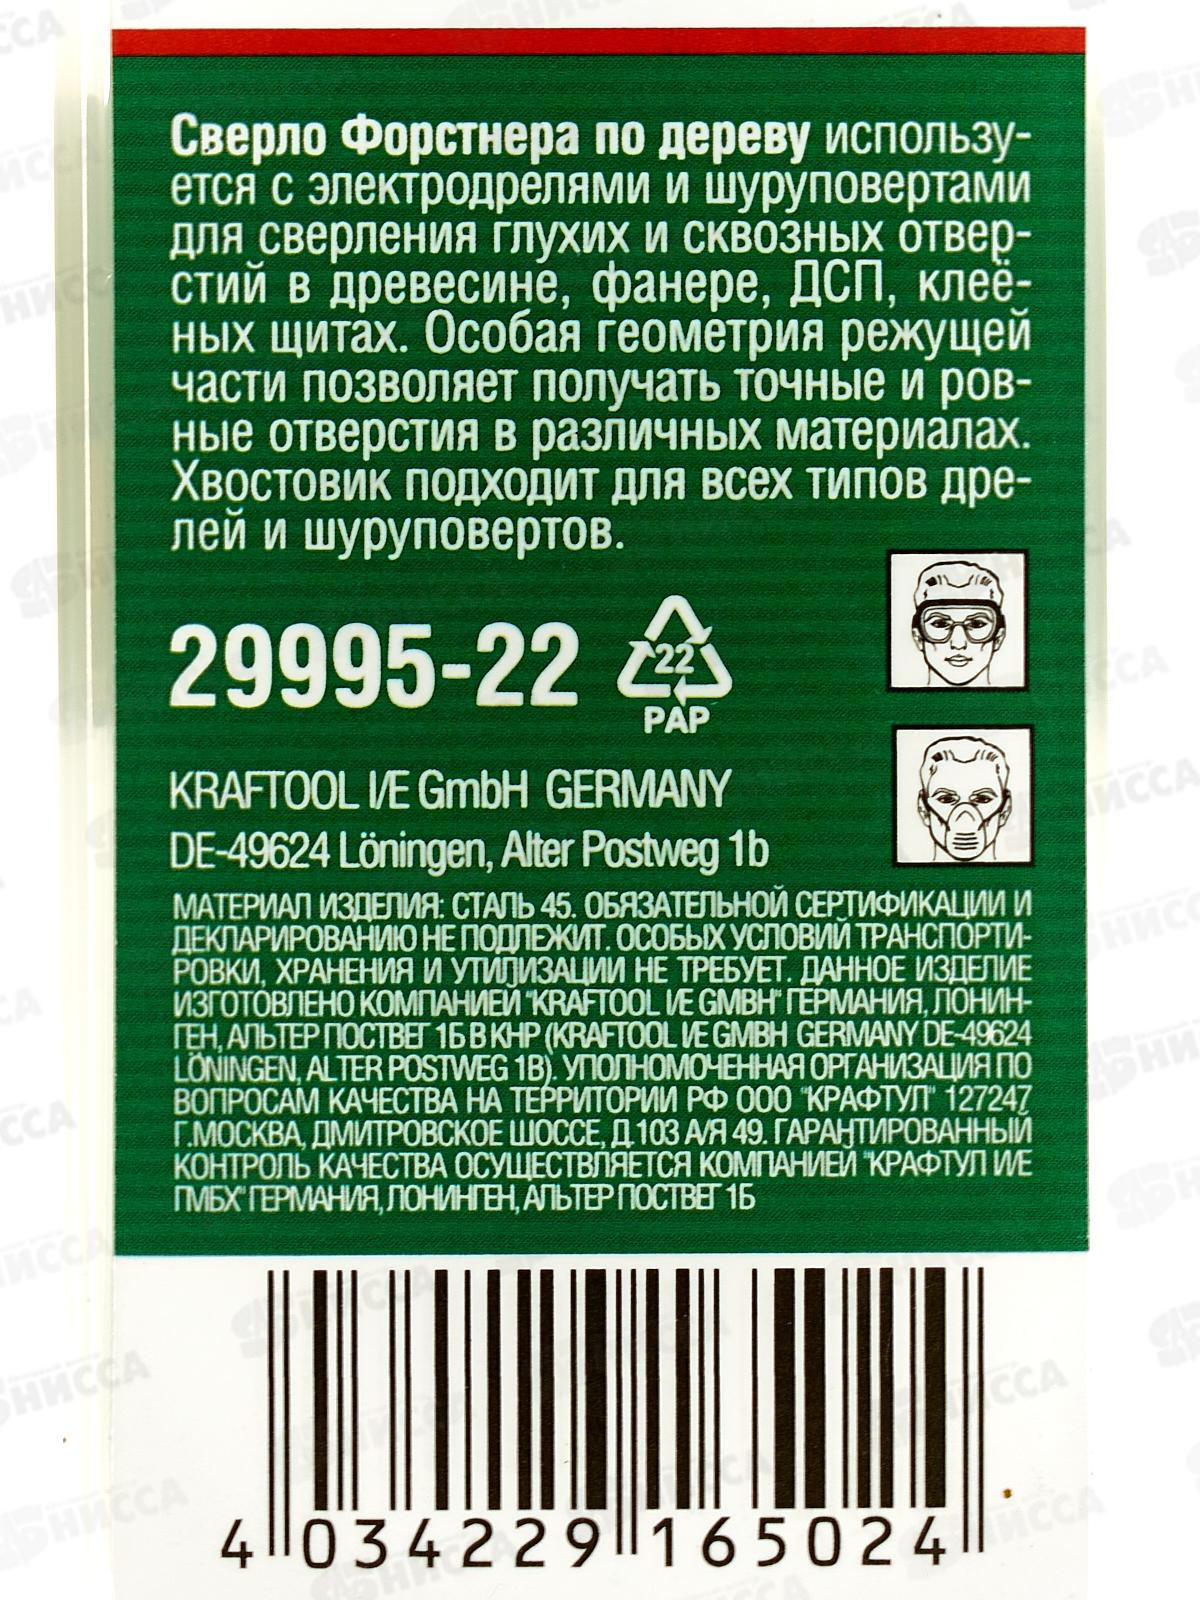 Сверло Форстнера по дереву использу-
ется с электродрелями и шуруповертами
для сверления глухих и сквозных отвер-
стий в древесине, фанере, ДСП, клеё-
ных щитах. Особая геометрия режущей
части позволяет получать точные и ров-
ные отверстия в различных материалах.
Хвостовик подходит для всех типов дре-
лей и шуруповертов.
29995-22
22
PAP
KRAFTOOL I/E GmbH GERMANY
DE-49624 Löningen, Alter Postweg 1b
МАТЕРИАЛ ИЗДЕЛИЯ: СТАЛЬ 45. ОБЯЗАТЕЛЬНОЙ СЕРТИФИКАЦИИ И
ДЕКЛАРИРОВАНИЮ НЕ ПОДЛЕЖИТ. ОСОБЫХ УСЛОВИЙ ТРАНСПОРТИ-
РОВКИ, ХРАНЕНИЯ И УТИЛИЗАЦИИ НЕ ТРЕБУЕТ. ДАННОЕ ИЗДЕЛИЕ
ИЗГОТОВЛЕНО КОМПАНИЕЙ "KRAFTOOL I/E GMBH" ГЕРМАНИЯ, ЛОНИН-
ГЕН, АЛЬТЕР ПОСТВЕГ 1Б В КНР (KRAFTOOL I/E GMBH GERMANY DE-49624
LÖNINGEN, ALTER POSTWEG 1B). УПОЛНОМОЧЕННАЯ ОРГАНИЗАЦИЯ ПО
ВОПРОСАМ КАЧЕСТВА НА ТЕРРИТОРИИ РФ ООО "КРАФТУЛ" 127247
Г.МОСКВА, ДМИТРОВСКОЕ ШОССЕ, Д.103 А/Я 49. ГАРАНТИРОВАННЫЙ
КОНТРОЛЬ КАЧЕСТВА ОСУЩЕСТВЛЯЕТСЯ КОМПАНИЕЙ "КРАФТУЛ И/Е
ГМБХ" ГЕРМАНИЯ, ЛОНИНГЕН, АЛЬТЕР ПОСТВЕГ 1Б
4 034229 165024